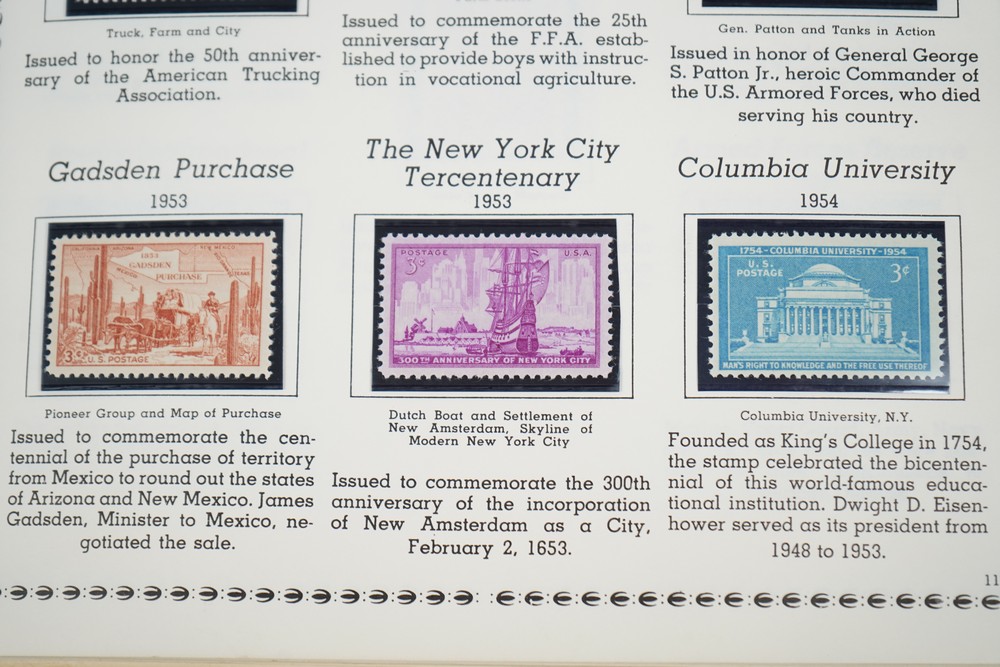 Truck, Farm and City
Issued to honor the 50th anniver-
sary of the American Trucking
Association.
Issued to commemorate the 25th
anniversary of the F.F.A. estab-
lished to provide boys with instruc-
tion in vocational agriculture.
Gen. Patton and Tanks in Action
Issued in honor of General George
S. Patton Jr., heroic Commander of
the U.S. Armored Forces, who died
serving his country.
Gadsden Purchase
1953
CALIFORNIA ARIZONA NEW MEXICO
1853
GADSDEN
PURCHASE
MEXICO
TEXAS
3¢ U.S. POSTAGE
Pioneer Group and Map of Purchase
Issued to commemorate the cen-
tennial of the purchase of territory
from Mexico to round out the states
of Arizona and New Mexico. James
Gadsden, Minister to Mexico, ne-
gotiated the sale.
The New York City
Tercentenary
1953
POSTAGE U.S.A.
3¢
300TH ANNIVERSARY OF NEW YORK CITY
Dutch Boat and Settlement of
New Amsterdam, Skyline of
Modern New York City
Issued to commemorate the 300th
anniversary of the incorporation
of New Amsterdam as a City,
February 2, 1653.
Columbia University
1954
1754-COLUMBIA UNIVERSITY-1954
U.S.
POSTAGE
3¢
MAN'S RIGHT TO KNOWLEDGE AND THE FREE USE THEREOF
Columbia University, N.Y.
Founded as King's College in 1754,
the stamp celebrated the bicenten-
nial of this world-famous educa-
tional institution. Dwight D. Eisen-
hower served as its president from
1948 to 1953.
11